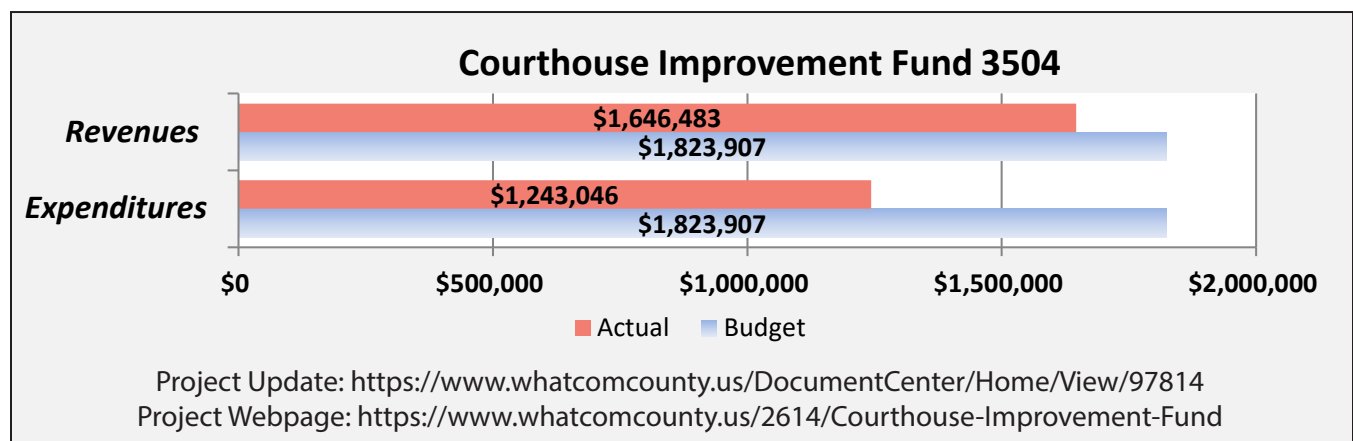 Courthouse Improvement Fund 3504
Revenues
$1,646,483
$1,823,907
Expenditures
$1,243,046
$1,823,907
$0 $500,000 $1,000,000 $1,500,000 $2,000,000
Actual Budget
Project Update: https://www.whatcomcounty.us/DocumentCenter/Home/View/97814
Project Webpage: https://www.whatcomcounty.us/2614/Courthouse-Improvement-Fund